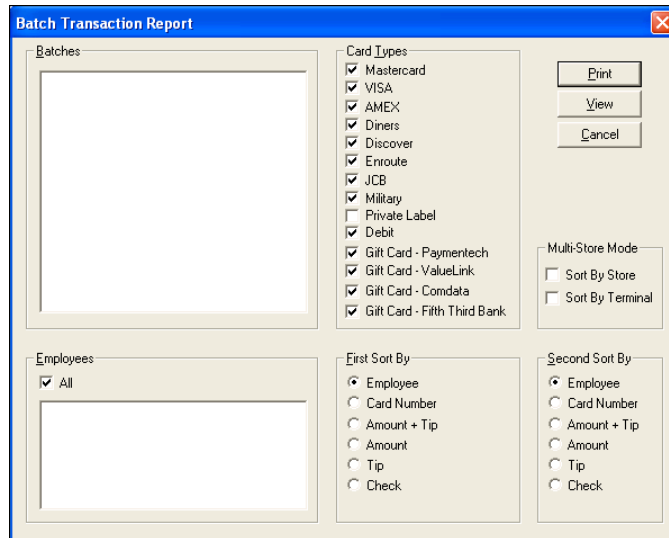 Batch Transaction Report
Batches
Card Types
Mastercard
VISA
AMEX
Diners
Discover
Enroute
JCB
Military
Private Label
Debit
Gift Card - Paymentech
Gift Card - ValueLink
Gift Card - Comdata
Gift Card - Fifth Third Bank
Print
View
Cancel
Multi-Store Mode
Sort By Store
Sort By Terminal
Employees
All
First Sort By
Employee
Card Number
Amount + Tip
Amount
Tip
Check
Second Sort By
Employee
Card Number
Amount + Tip
Amount
Tip
Check